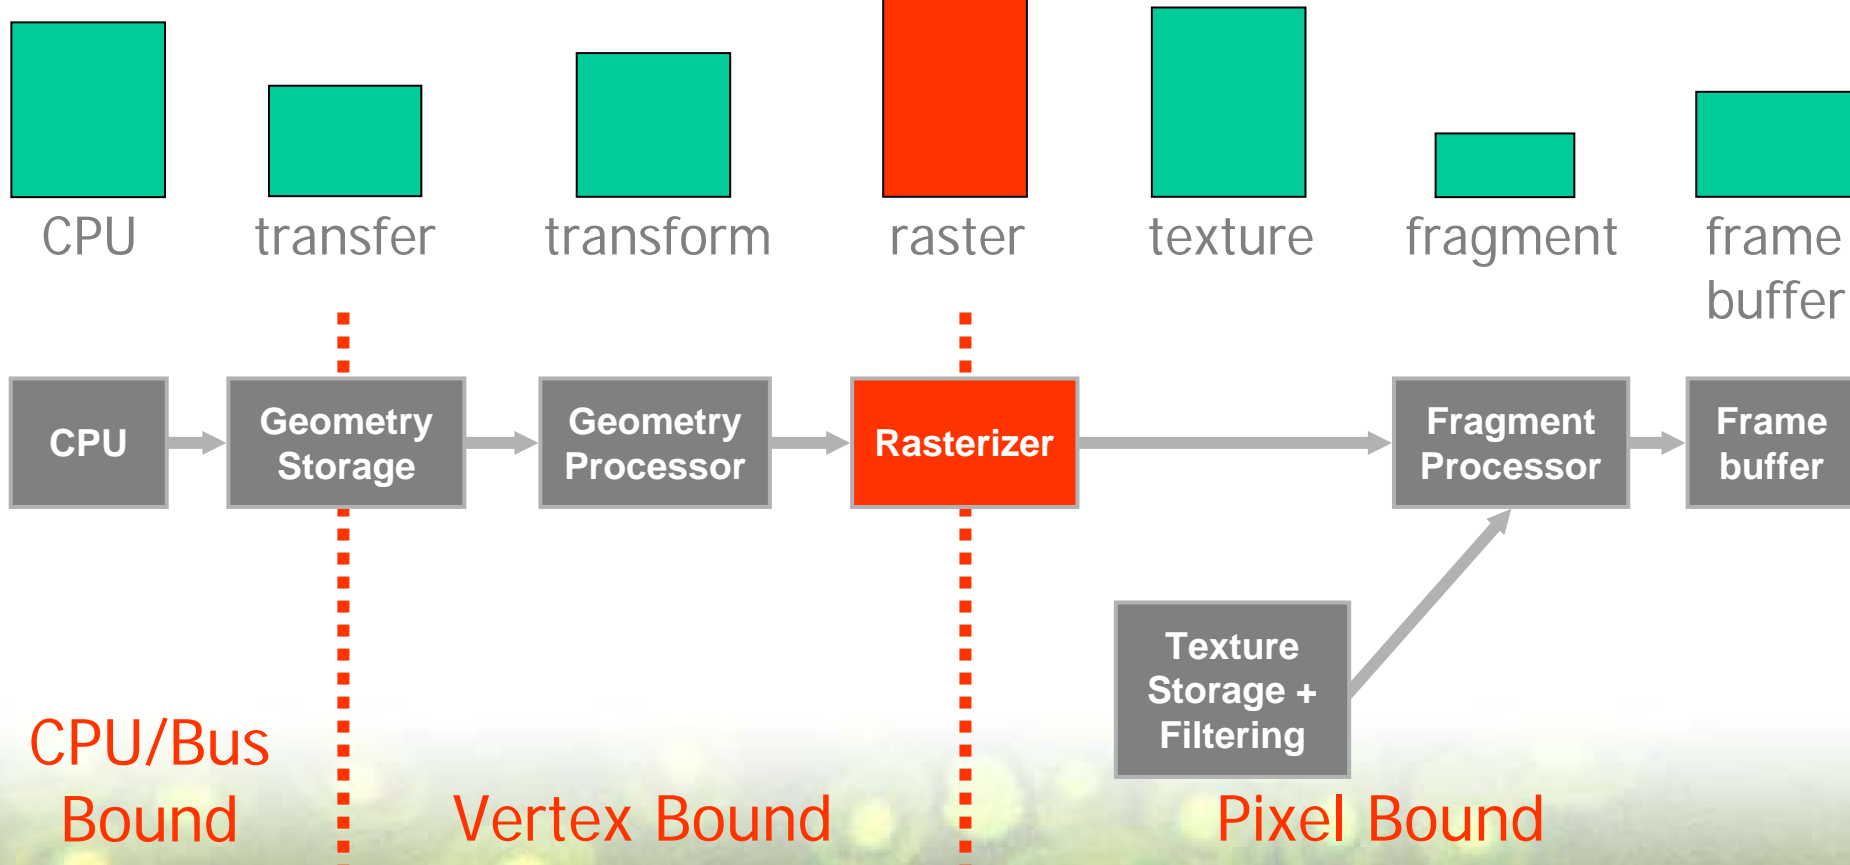 CPU
transfer
transform
raster
texture
fragment
frame
buffer
CPU
Geometry
Storage
Geometry
Processor
Rasterizer
Fragment
Processor
Frame
buffer
Texture
Storage +
Filtering
CPU/Bus
Bound
Vertex Bound
Pixel Bound